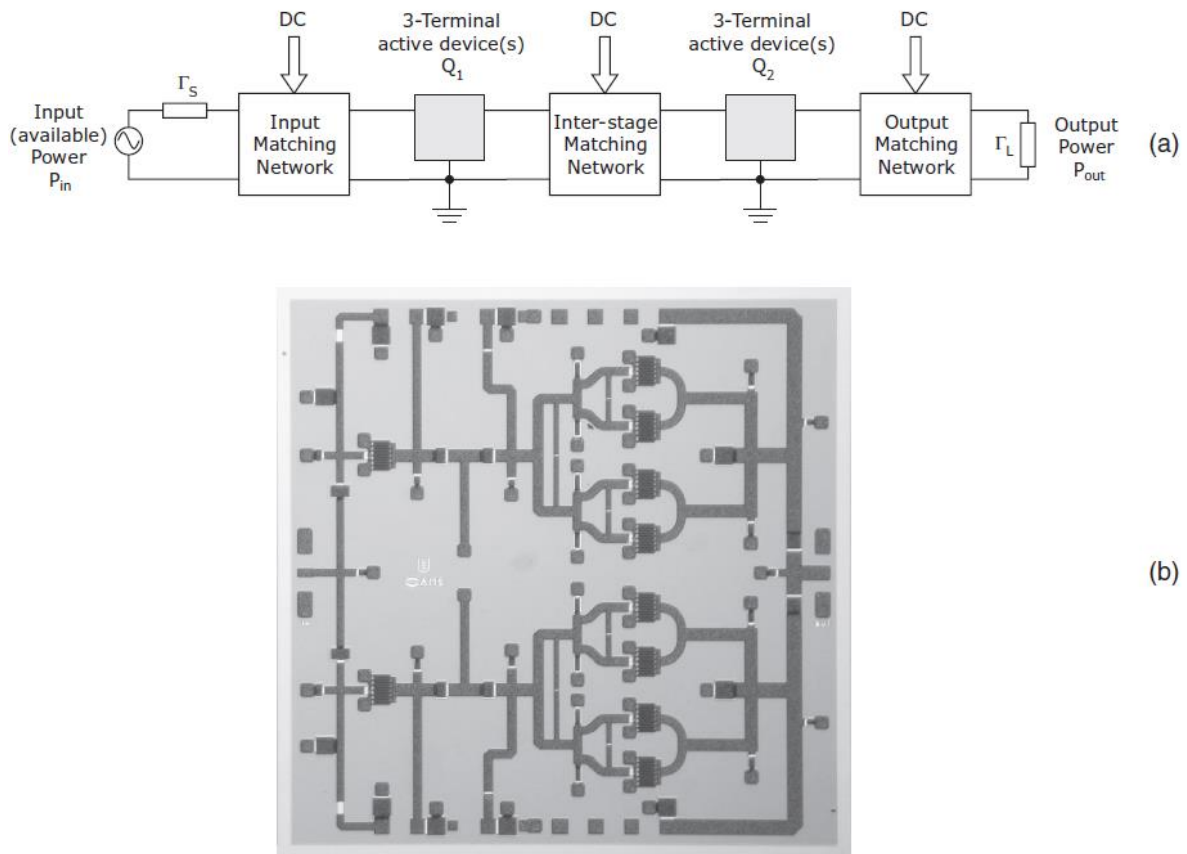 DC
3-Terminal
active device(s)
Q1
DC
3-Terminal
active device(s)
Q2
DC
Input
(available)
Power
Pin
ΓS
Input
Matching
Network
Inter-stage
Matching
Network
Output
Matching
Network
ΓL
Output
Power
Pout
(a)
(b)